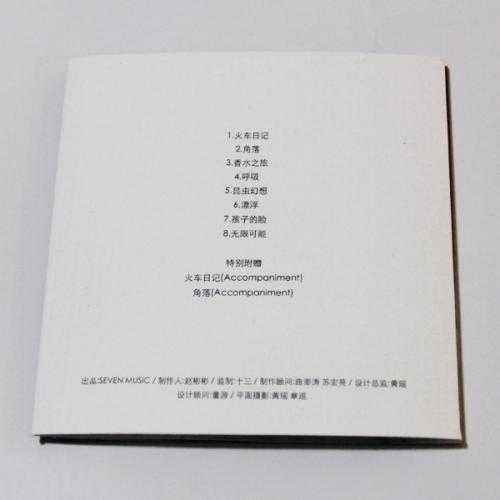 1.火车日记
2.角落
3.香水之旅
4.呼吸
5.昆虫幻想
6.漂浮
7.孩子的脸
8.无限可能
特别附赠
火车日记(Accompaniment)
角落(Accompaniment)
出品:SEVEN MUSIC / 制作人:赵彬彬 / 监制:十三 / 制作顾问:曲澎涛 苏宏亮 / 设计总监:黄瑶
设计顾问:董游 / 平面摄影:黄瑶 章遥